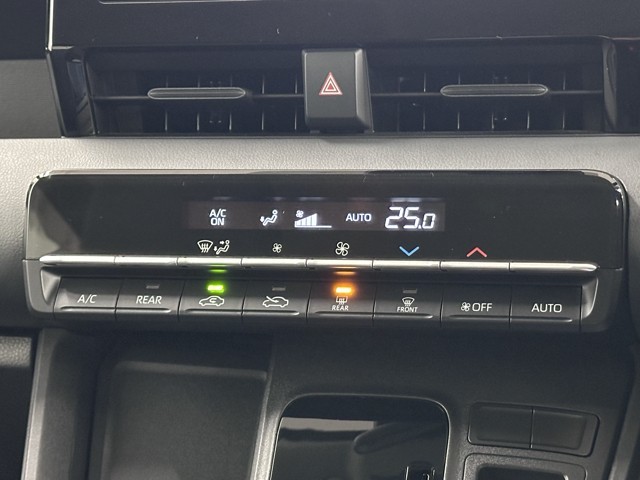 A/C ON AUTO 25.0
A/C REAR REAR FRONT OFF AUTO